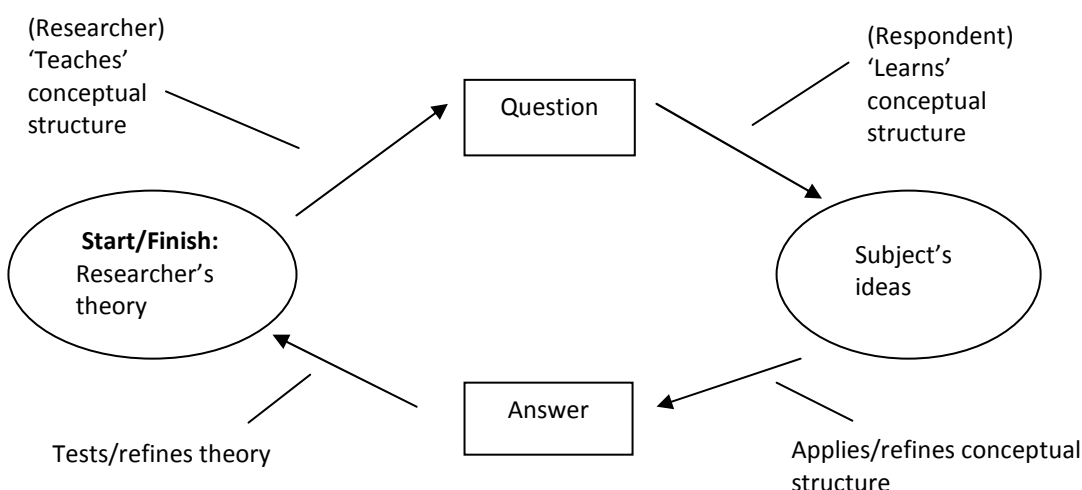 (Researcher)
‘Teaches’
conceptual
structure
Question
(Respondent)
‘Learns’
conceptual
structure
Start/Finish:
Researcher’s
theory
Subject’s
ideas
Answer
Tests/refines theory
Applies/refines conceptual
structure